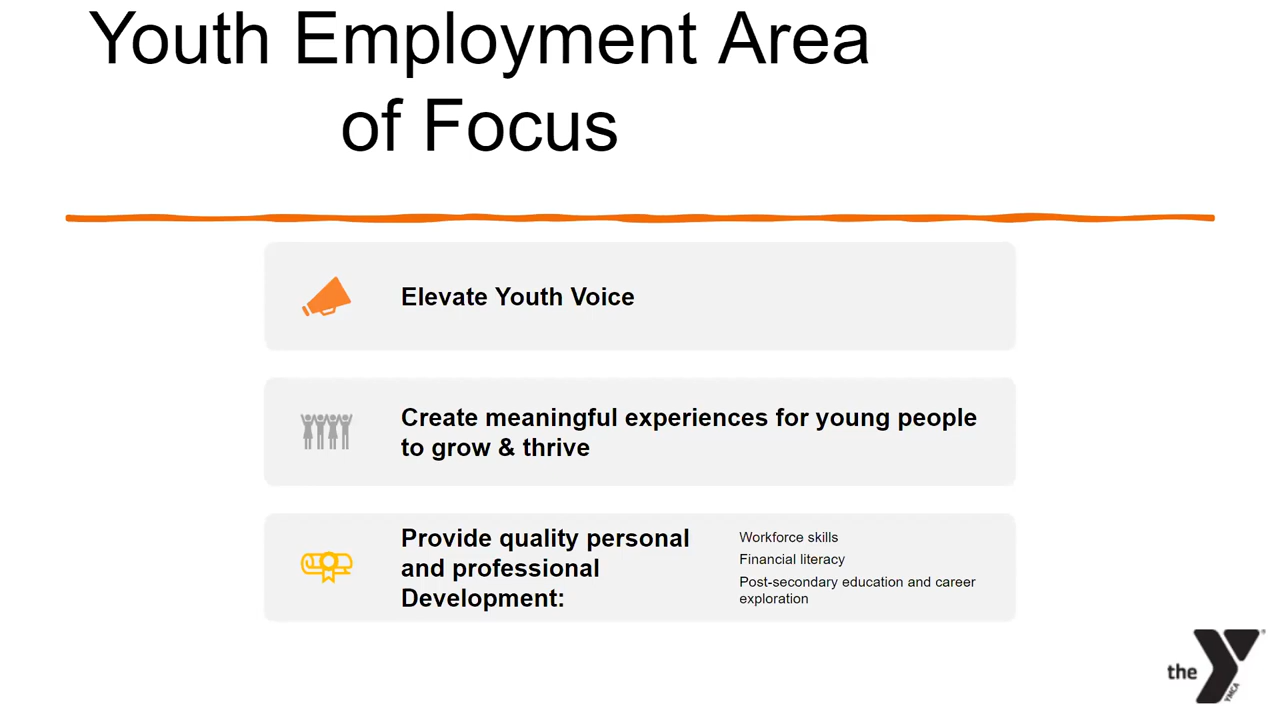 Youth Employment Area
of Focus
Elevate Youth Voice
Create meaningful experiences for young people
to grow & thrive
Provide quality personal
and professional
Development:
Workforce skills
Financial literacy
Post-secondary education and career
exploration
the
YMCA